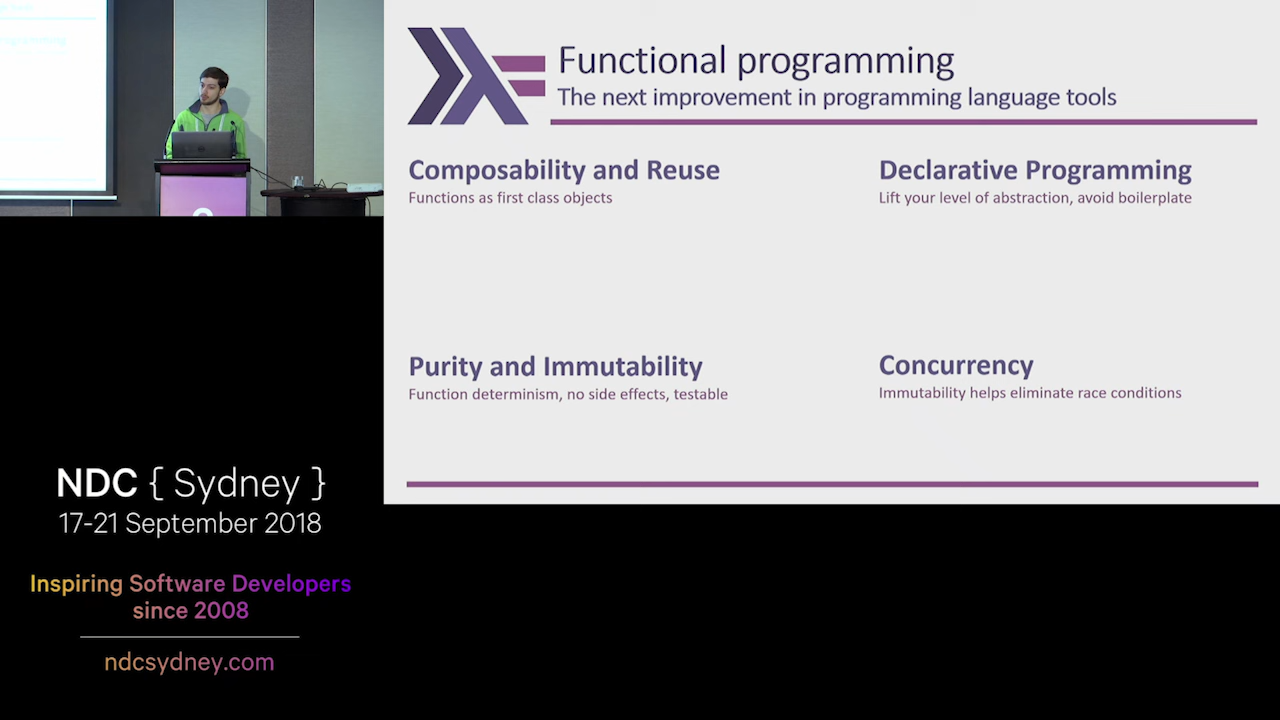 Functional programming
The next improvement in programming language tools
Composability and Reuse
Functions as first class objects
Declarative Programming
Lift your level of abstraction, avoid boilerplate
Purity and Immutability
Function determinism, no side effects, testable
Concurrency
Immutability helps eliminate race conditions
NDC { Sydney }
17-21 September 2018
Inspiring Software Developers
since 2008
ndcsydney.com